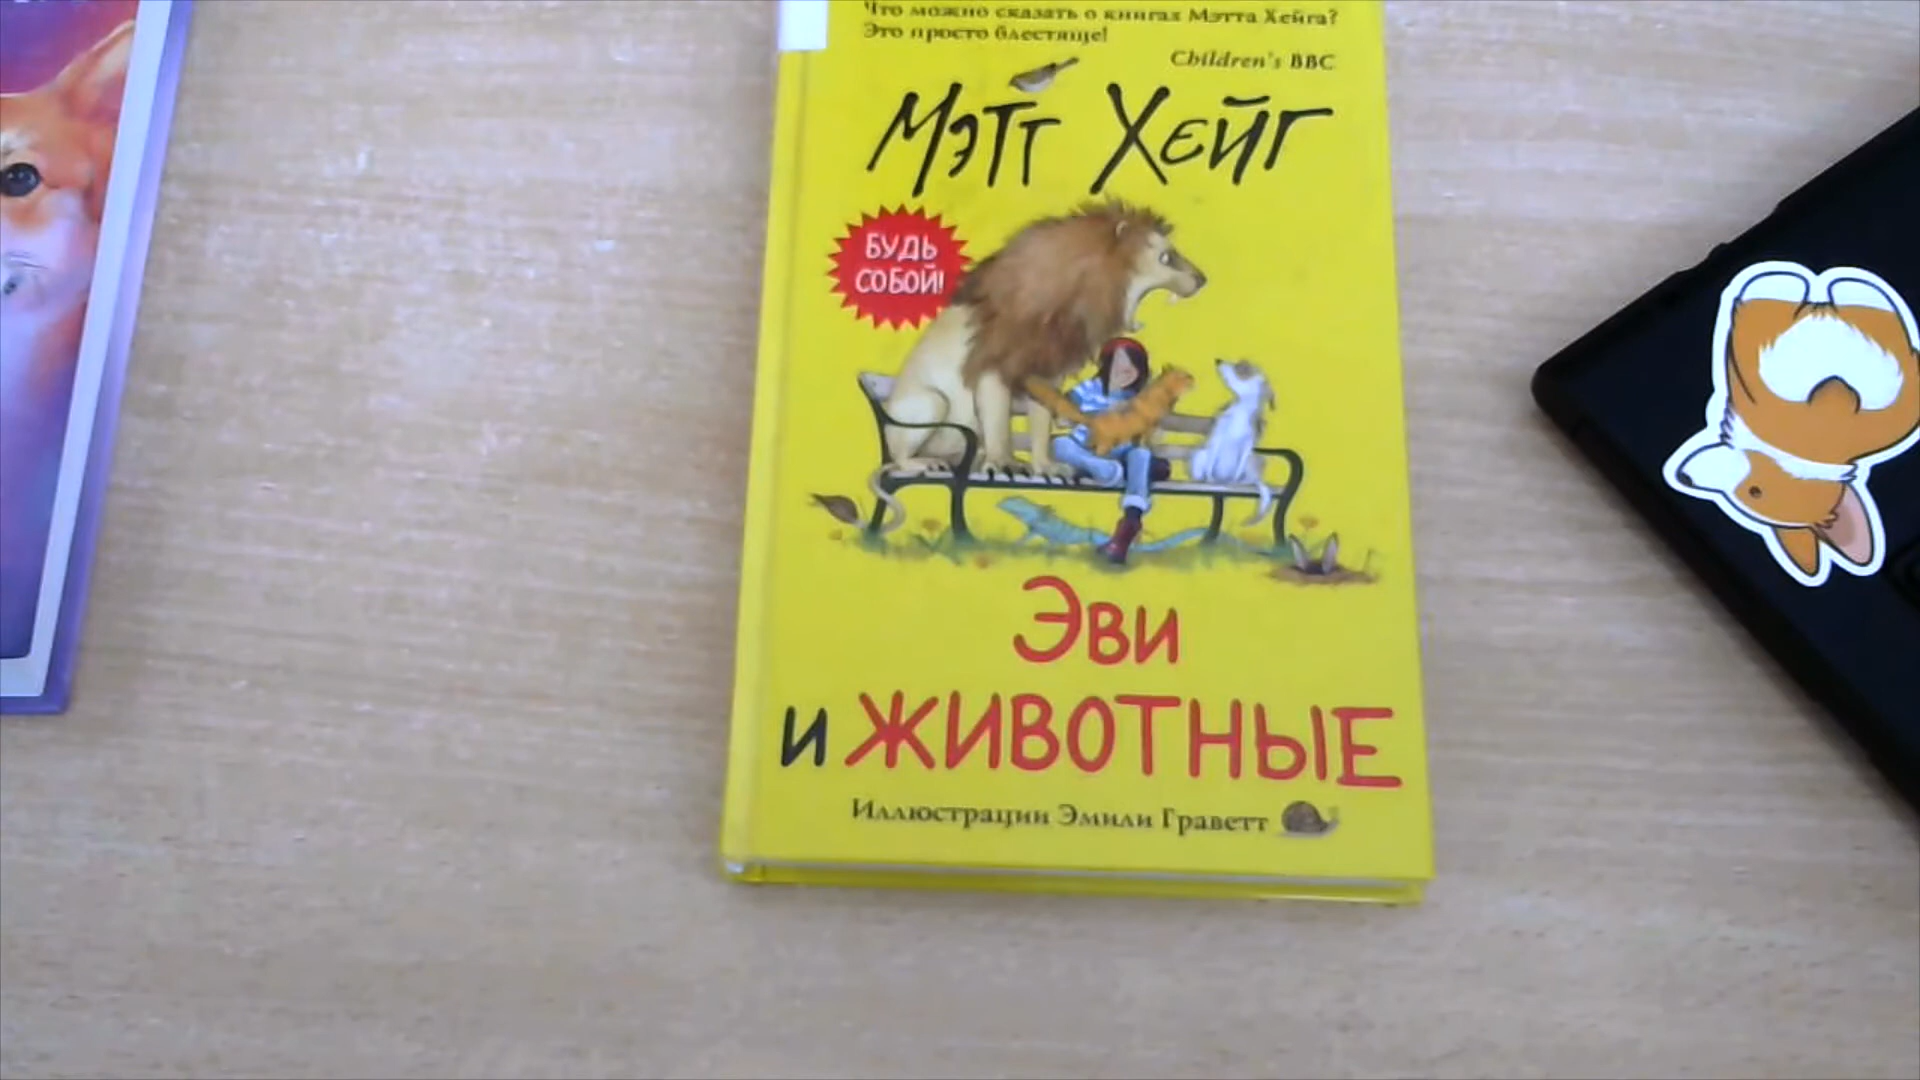 Что можно сказать о книгах Мэтта Хейга?
Это просто блестяще!
Children's BBC
Мэтт Хейг
БУДЬ
СОБОЙ!
Эви
и ЖИВОТНЫЕ
Иллюстрации Эмили Граветт